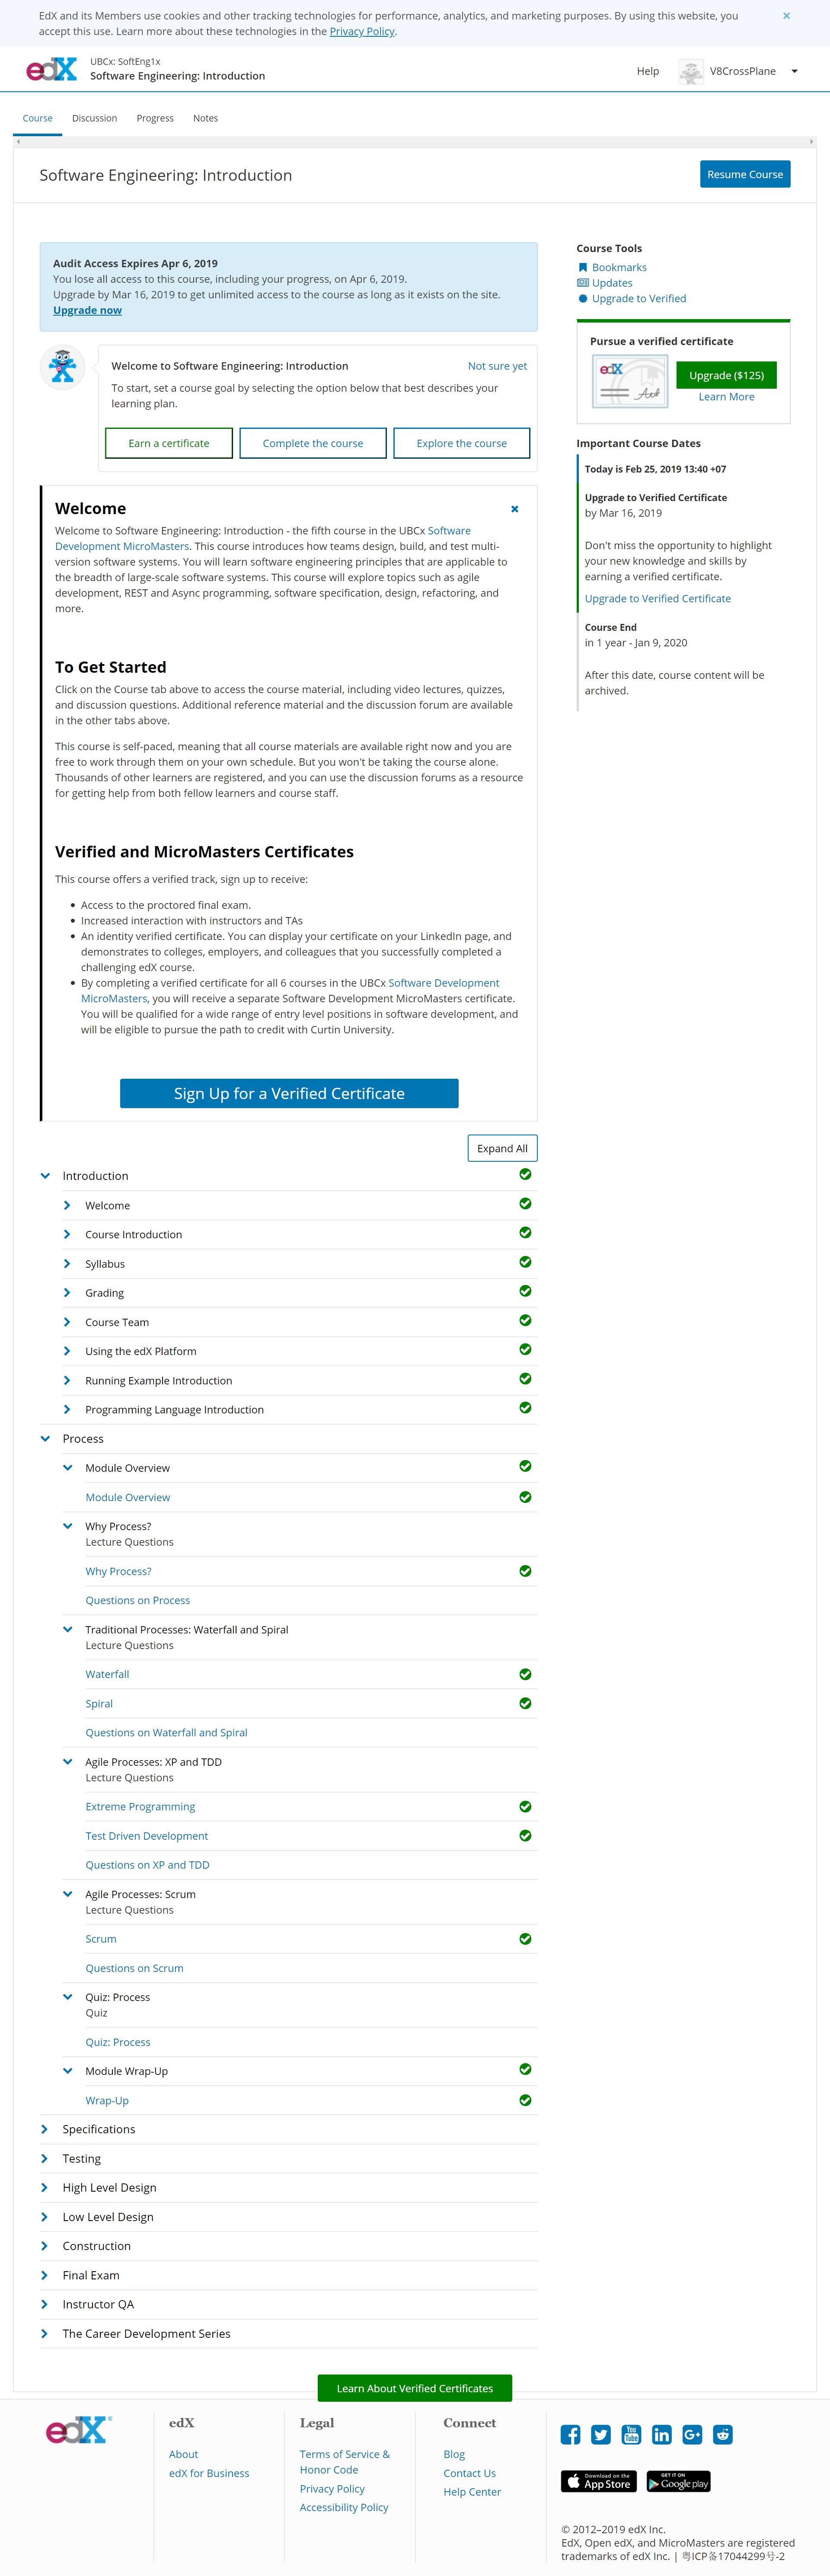 EdX and its Members use cookies and other tracking technologies for performance, analytics, and marketing purposes. By using this website, you
accept this use. Learn more about these technologies in the Privacy Policy.
edX
UBCx: SoftEng1x
Software Engineering: Introduction
Help
V8CrossPlane
Course
Discussion
Progress
Notes
Software Engineering: Introduction
Resume Course
Audit Access Expires Apr 6, 2019
You lose all access to this course, including your progress, on Apr 6, 2019.
Upgrade by Mar 16, 2019 to get unlimited access to the course as long as it exists on the site.
Upgrade now
Welcome to Software Engineering: Introduction
Not sure yet
To start, set a course goal by selecting the option below that best describes your
learning plan.
Earn a certificate
Complete the course
Explore the course
Welcome
Welcome to Software Engineering: Introduction - the fifth course in the UBCx Software
Development MicroMasters. This course introduces how teams design, build, and test multi-
version software systems. You will learn software engineering principles that are applicable to
the breadth of large-scale software systems. This course will explore topics such as agile
development, REST and Async programming, software specification, design, refactoring, and
more.
To Get Started
Click on the Course tab above to access the course material, including video lectures, quizzes,
and discussion questions. Additional reference material and the discussion forum are available
in the other tabs above.
This course is self-paced, meaning that all course materials are available right now and you are
free to work through them on your own schedule. But you won't be taking the course alone.
Thousands of other learners are registered, and you can use the discussion forums as a resource
for getting help from both fellow learners and course staff.
Verified and MicroMasters Certificates
This course offers a verified track, sign up to receive:
Access to the proctored final exam.
Increased interaction with instructors and TAs
An identity verified certificate. You can display your certificate on your LinkedIn page, and
demonstrates to colleges, employers, and colleagues that you successfully completed a
challenging edX course.
By completing a verified certificate for all 6 courses in the UBCx Software Development
MicroMasters, you will receive a separate Software Development MicroMasters certificate.
You will be qualified for a wide range of entry level positions in software development, and
will be eligible to pursue the path to credit with Curtin University.
Sign Up for a Verified Certificate
Course Tools
Bookmarks
Updates
Upgrade to Verified
Pursue a verified certificate
edX
Upgrade ($125)
Learn More
Important Course Dates
Today is Feb 25, 2019 13:40 +07
Upgrade to Verified Certificate
by Mar 16, 2019
Don't miss the opportunity to highlight
your new knowledge and skills by
earning a verified certificate.
Upgrade to Verified Certificate
Course End
in 1 year - Jan 9, 2020
After this date, course content will be
archived.
Expand All
Introduction
Welcome
Course Introduction
Syllabus
Grading
Course Team
Using the edX Platform
Running Example Introduction
Programming Language Introduction
Process
Module Overview
Module Overview
Why Process?
Lecture Questions
Why Process?
Questions on Process
Traditional Processes: Waterfall and Spiral
Lecture Questions
Waterfall
Spiral
Questions on Waterfall and Spiral
Agile Processes: XP and TDD
Lecture Questions
Extreme Programming
Test Driven Development
Questions on XP and TDD
Agile Processes: Scrum
Lecture Questions
Scrum
Questions on Scrum
Quiz: Process
Quiz
Quiz: Process
Module Wrap-Up
Wrap-Up
Specifications
Testing
High Level Design
Low Level Design
Construction
Final Exam
Instructor QA
The Career Development Series
Learn About Verified Certificates
edX
edX
About
edX for Business
Legal
Terms of Service &
Honor Code
Privacy Policy
Accessibility Policy
Connect
Blog
Contact Us
Help Center
You Tube
in
G+
Download on the
App Store
GET IT ON
Google play
© 2012–2019 edX Inc.
EdX, Open edX, and MicroMasters are registered
trademarks of edX Inc. | 粤ICP备17044299号-2